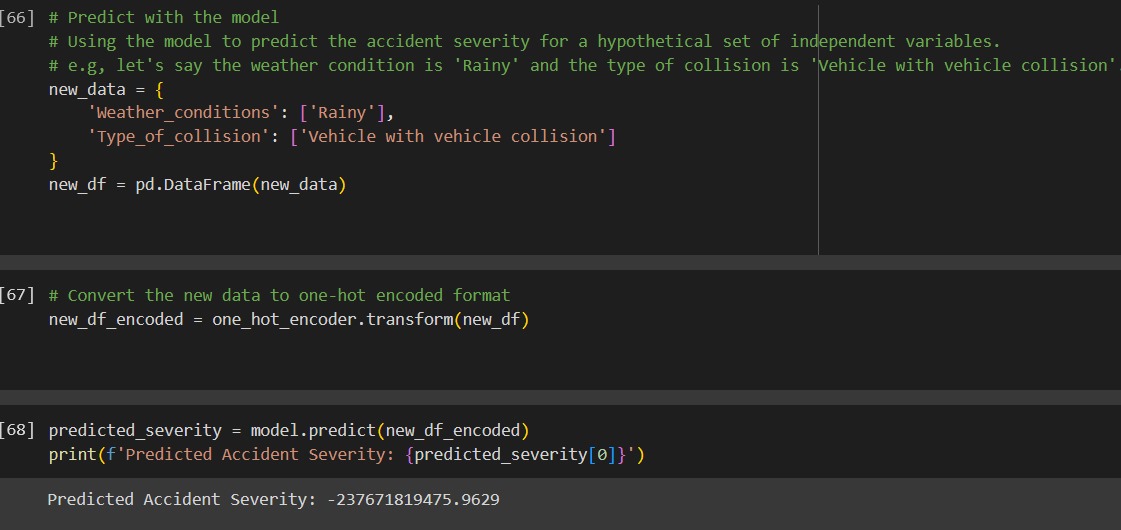 [66] # Predict with the model
# Using the model to predict the accident severity for a hypothetical set of independent variables.
# e.g, let's say the weather condition is 'Rainy' and the type of collision is 'Vehicle with vehicle collision'.
new_data = {
    'Weather_conditions': ['Rainy'],
    'Type_of_collision': ['Vehicle with vehicle collision']
}
new_df = pd.DataFrame(new_data)
[67] # Convert the new data to one-hot encoded format
new_df_encoded = one_hot_encoder.transform(new_df)
[68] predicted_severity = model.predict(new_df_encoded)
print(f'Predicted Accident Severity: {predicted_severity[0]}')
Predicted Accident Severity: -237671819475.9629